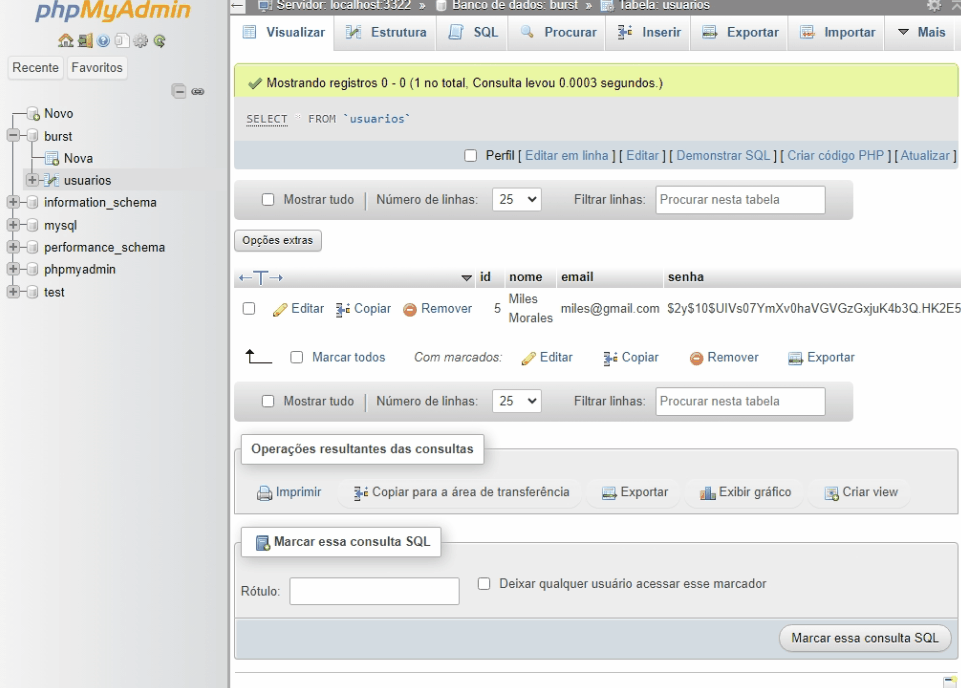 phpMyAdmin
Recente Favoritos
Novo
burst
Nova
usuarios
information_schema
mysql
performance_schema
phpmyadmin
test
Servidor: localhost:3322 » Banco de dados: burst » Tabela: usuarios
Visualizar Estrutura SQL Procurar Inserir Exportar Importar Mais
Mostrando registros 0 - 0 (1 no total, Consulta levou 0.0003 segundos.)
SELECT * FROM `usuarios`
Perfil [ Editar em linha ] [ Editar ] [ Demonstrar SQL ] [ Criar código PHP ] [ Atualizar ]
Mostrar tudo Número de linhas: 25 Filtrar linhas: Procurar nesta tabela
Opções extras
←T→ id nome email senha
Editar Copiar Remover 5 Miles Morales miles@gmail.com
Marcar todos Com marcados: Editar Copiar Remover Exportar
Mostrar tudo Número de linhas: 25 Filtrar linhas: Procurar nesta tabela
Operações resultantes das consultas
Imprimir Copiar para a área de transferência Exportar Exibir gráfico Criar view
Marcar essa consulta SQL
Rótulo: Deixar qualquer usuário acessar esse marcador
Marcar essa consulta SQL